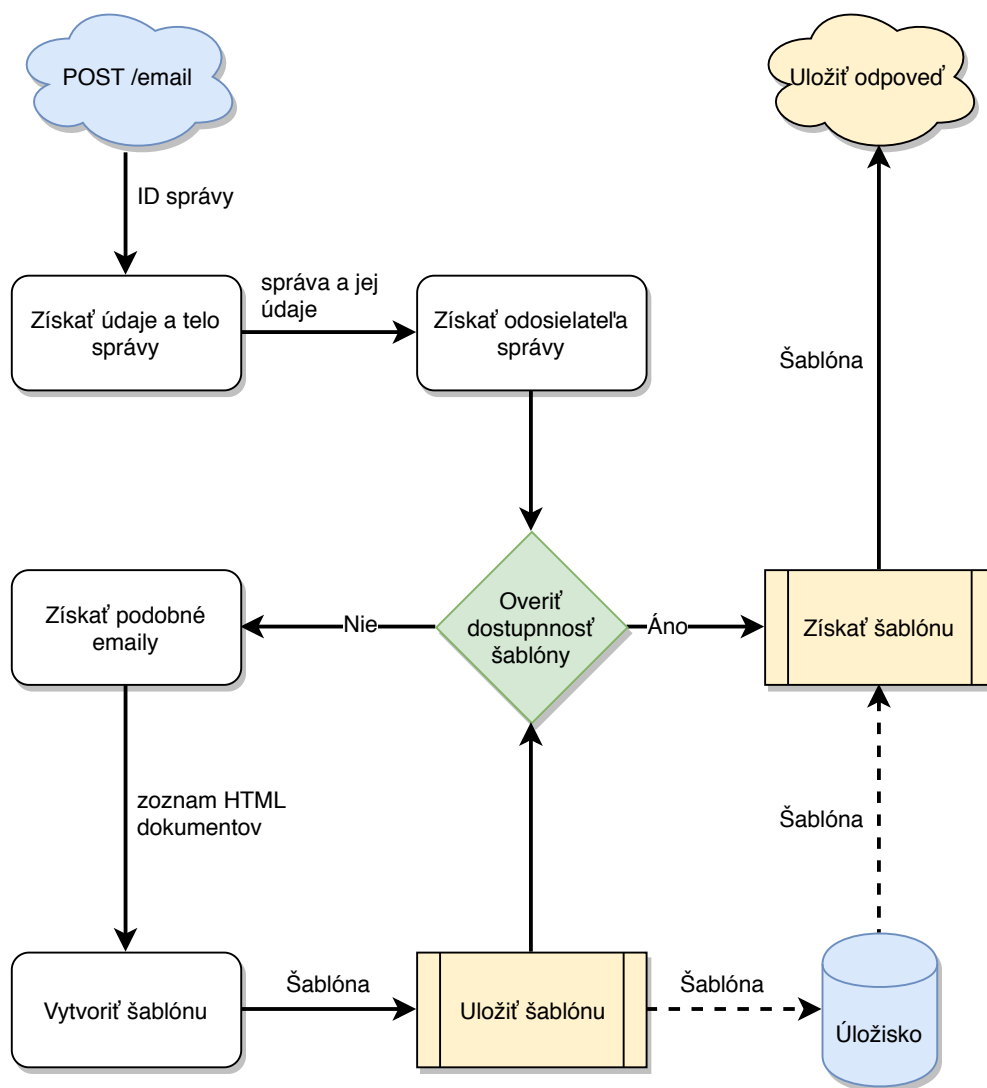 POST /email
Uložiť odpoveď
ID správy
Získať údaje a telo
správy
správa a jej
údaje
Získať odosielateľa
správy
Šablóna
Získať podobné
emaily
Nie
Overiť
dostupnnosť
šablóny
Áno
Získať šablónu
zoznam HTML
dokumentov
Šablóna
Vytvoriť šablónu
Šablóna
Uložiť šablónu
Šablóna
Úložisko